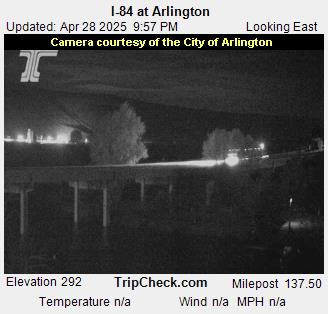 I-84 at Arlington
Updated: Apr 28 2025 9:57 PM Looking East
Camera courtesy of the City of Arlington
Elevation 292 TripCheck.com Milepost 137.50
Temperature n/a Wind n/a MPH n/a